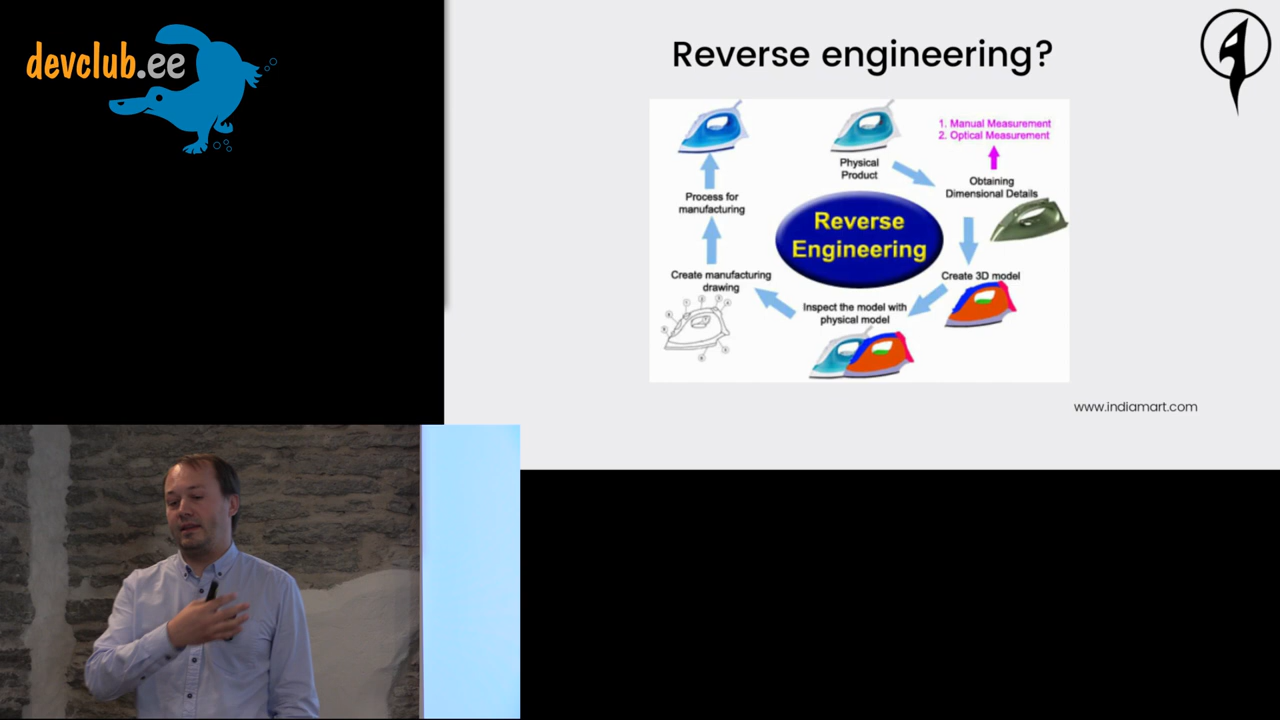 devclub.ee
Reverse engineering?
1. Manual Measurement
2. Optical Measurement
Physical
Product
Obtaining
Dimensional Details
Process for
manufacturing
Reverse
Engineering
Create manufacturing
drawing
Create 3D model
Inspect the model with
physical model
www.indiamart.com